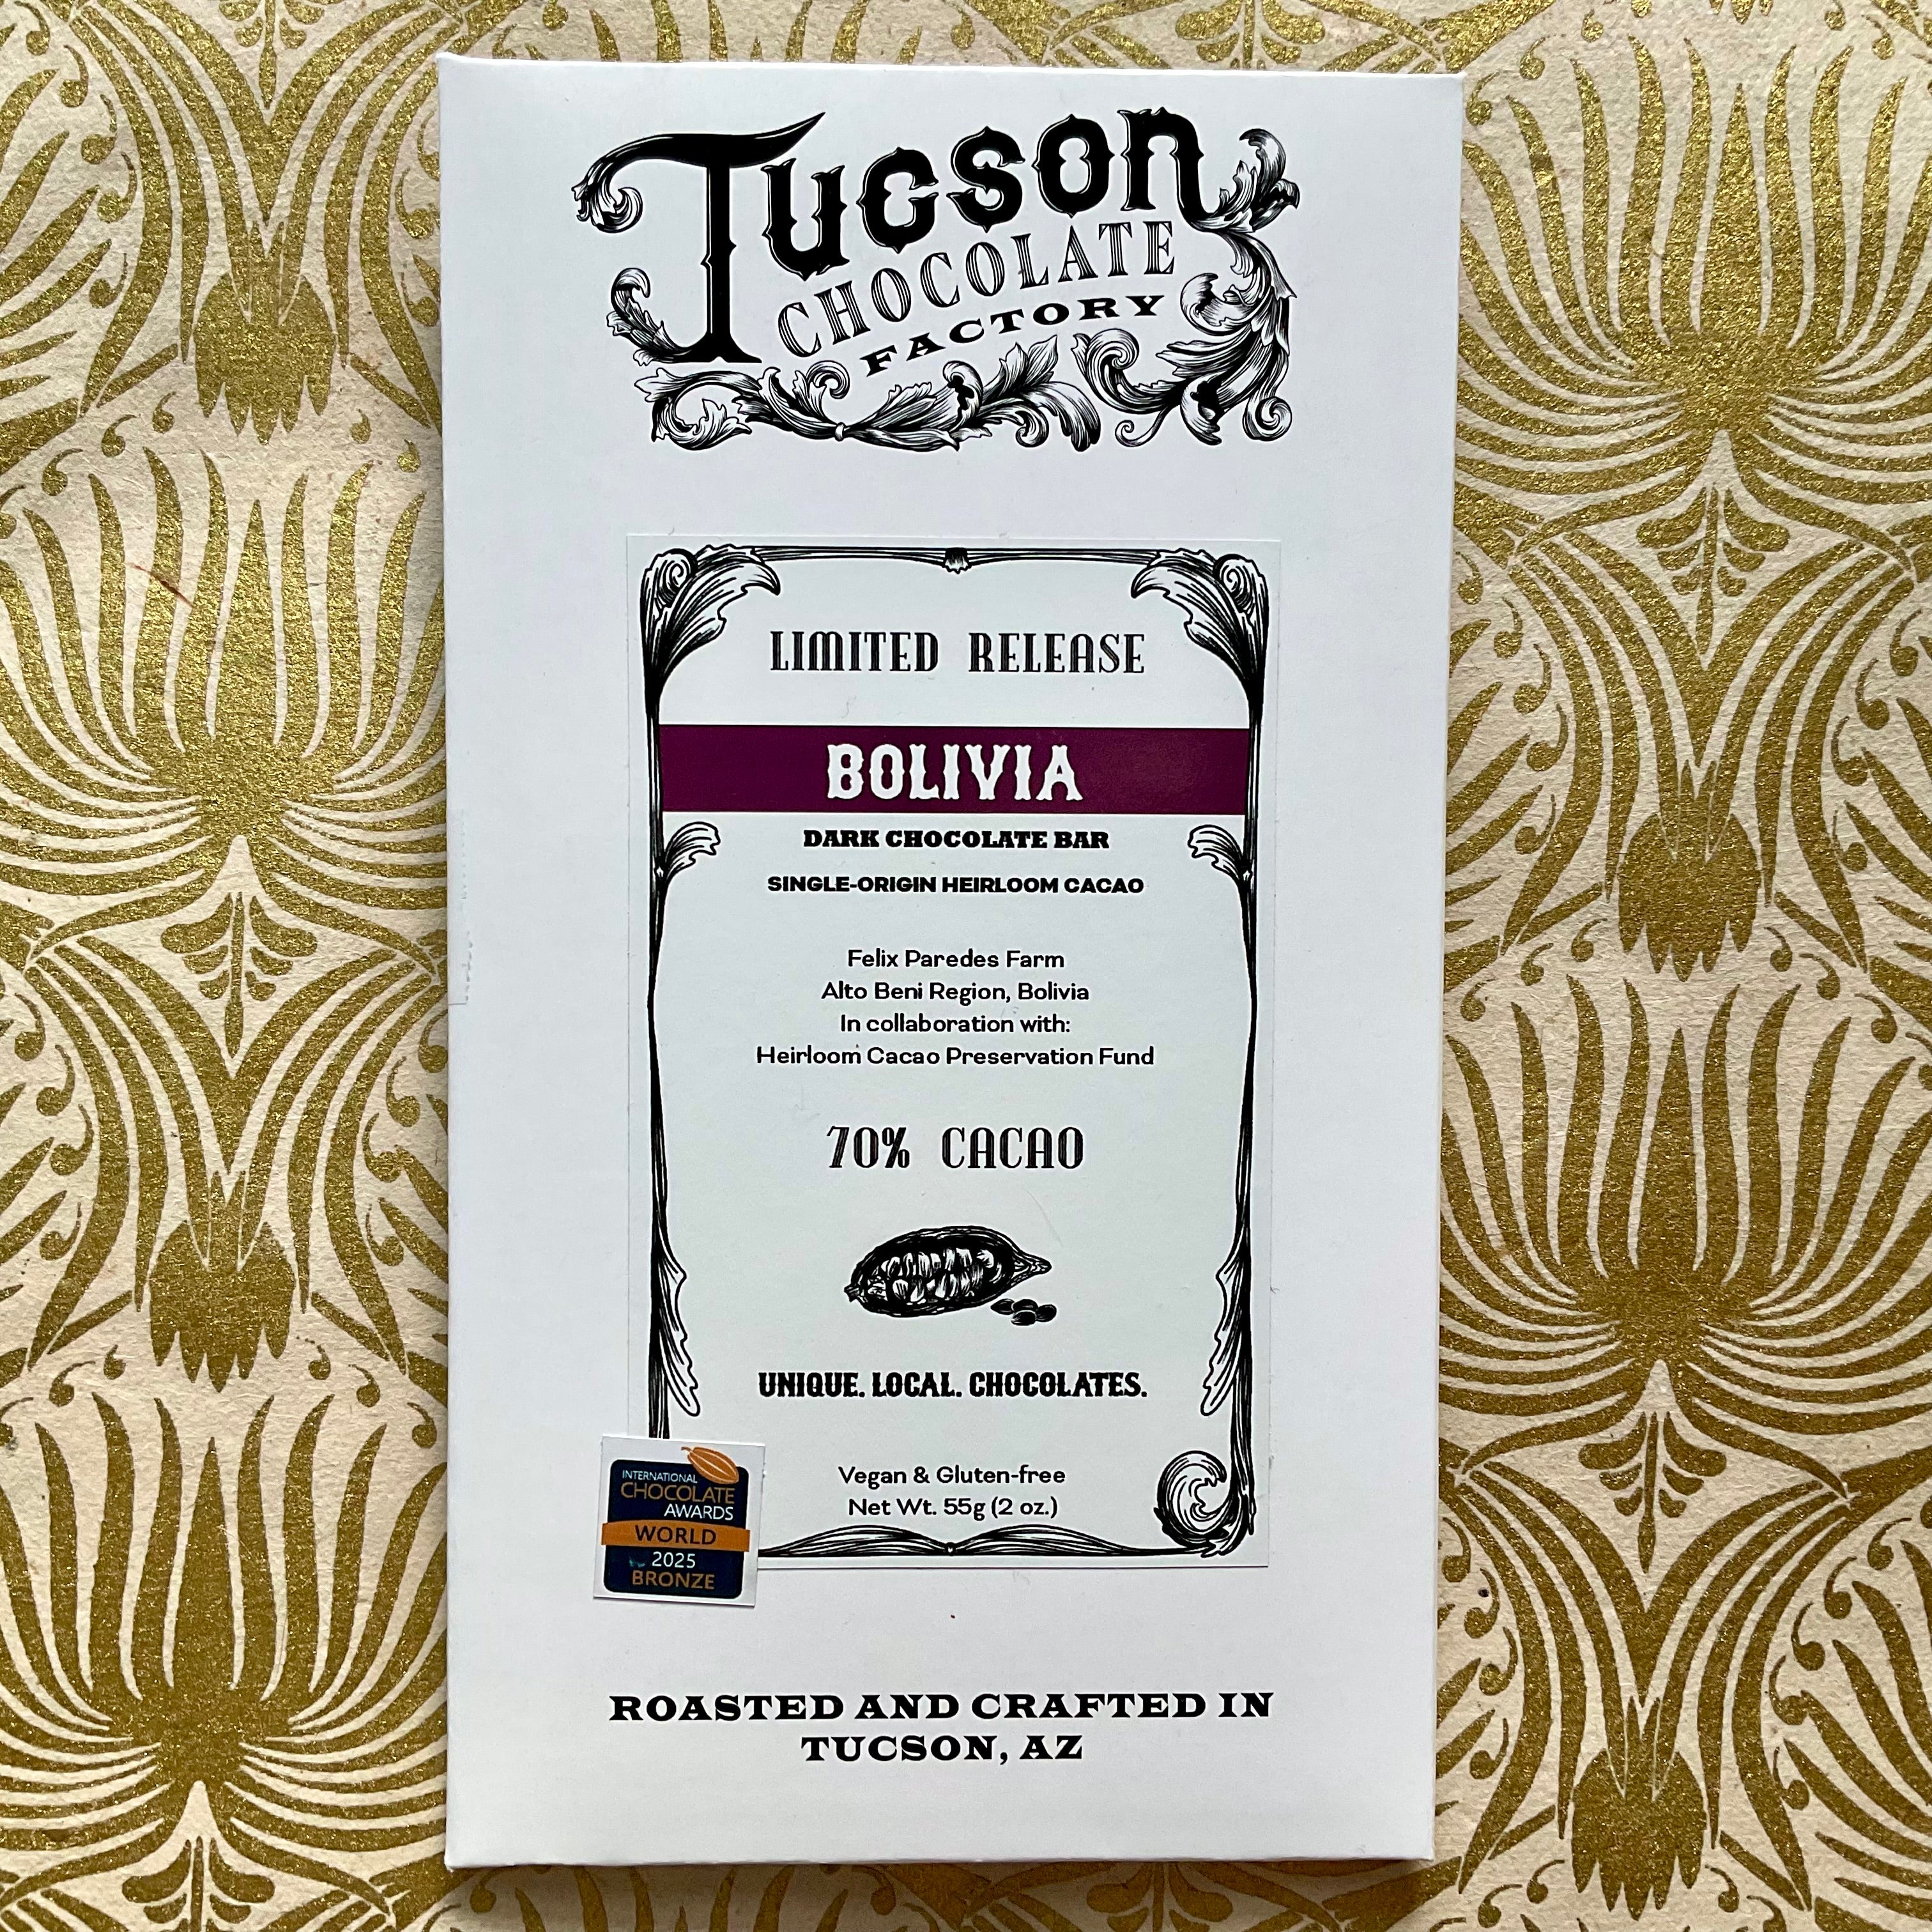 Tucson
CHOCOLATE
FACTORY
LIMITED RELEASE
BOLIVIA
DARK CHOCOLATE BAR
SINGLE-ORIGIN HEIRLOOM CACAO
Felix Paredes Farm
Alto Beni Region, Bolivia
In collaboration with:
Heirloom Cacao Preservation Fund
70% CACAO
UNIQUE. LOCAL. CHOCOLATES.
Vegan & Gluten-free
Net Wt. 55g (2 oz.)
INTERNATIONAL
CHOCOLATE
AWARDS
WORLD
2025
BRONZE
ROASTED AND CRAFTED IN
TUCSON, AZ